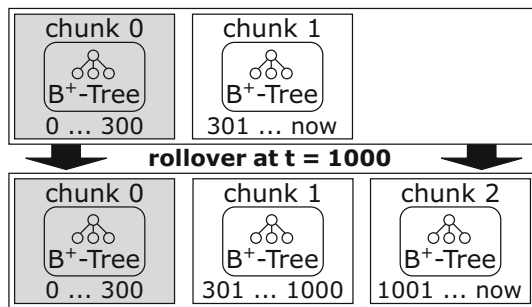 chunk 0 chunk 1
B⁺-Tree B⁺-Tree
0 ... 300 301 ... now
rollover at t = 1000
chunk 0 chunk 1 chunk 2
B⁺-Tree B⁺-Tree B⁺-Tree
0 ... 300 301 ... 1000 1001 ... now